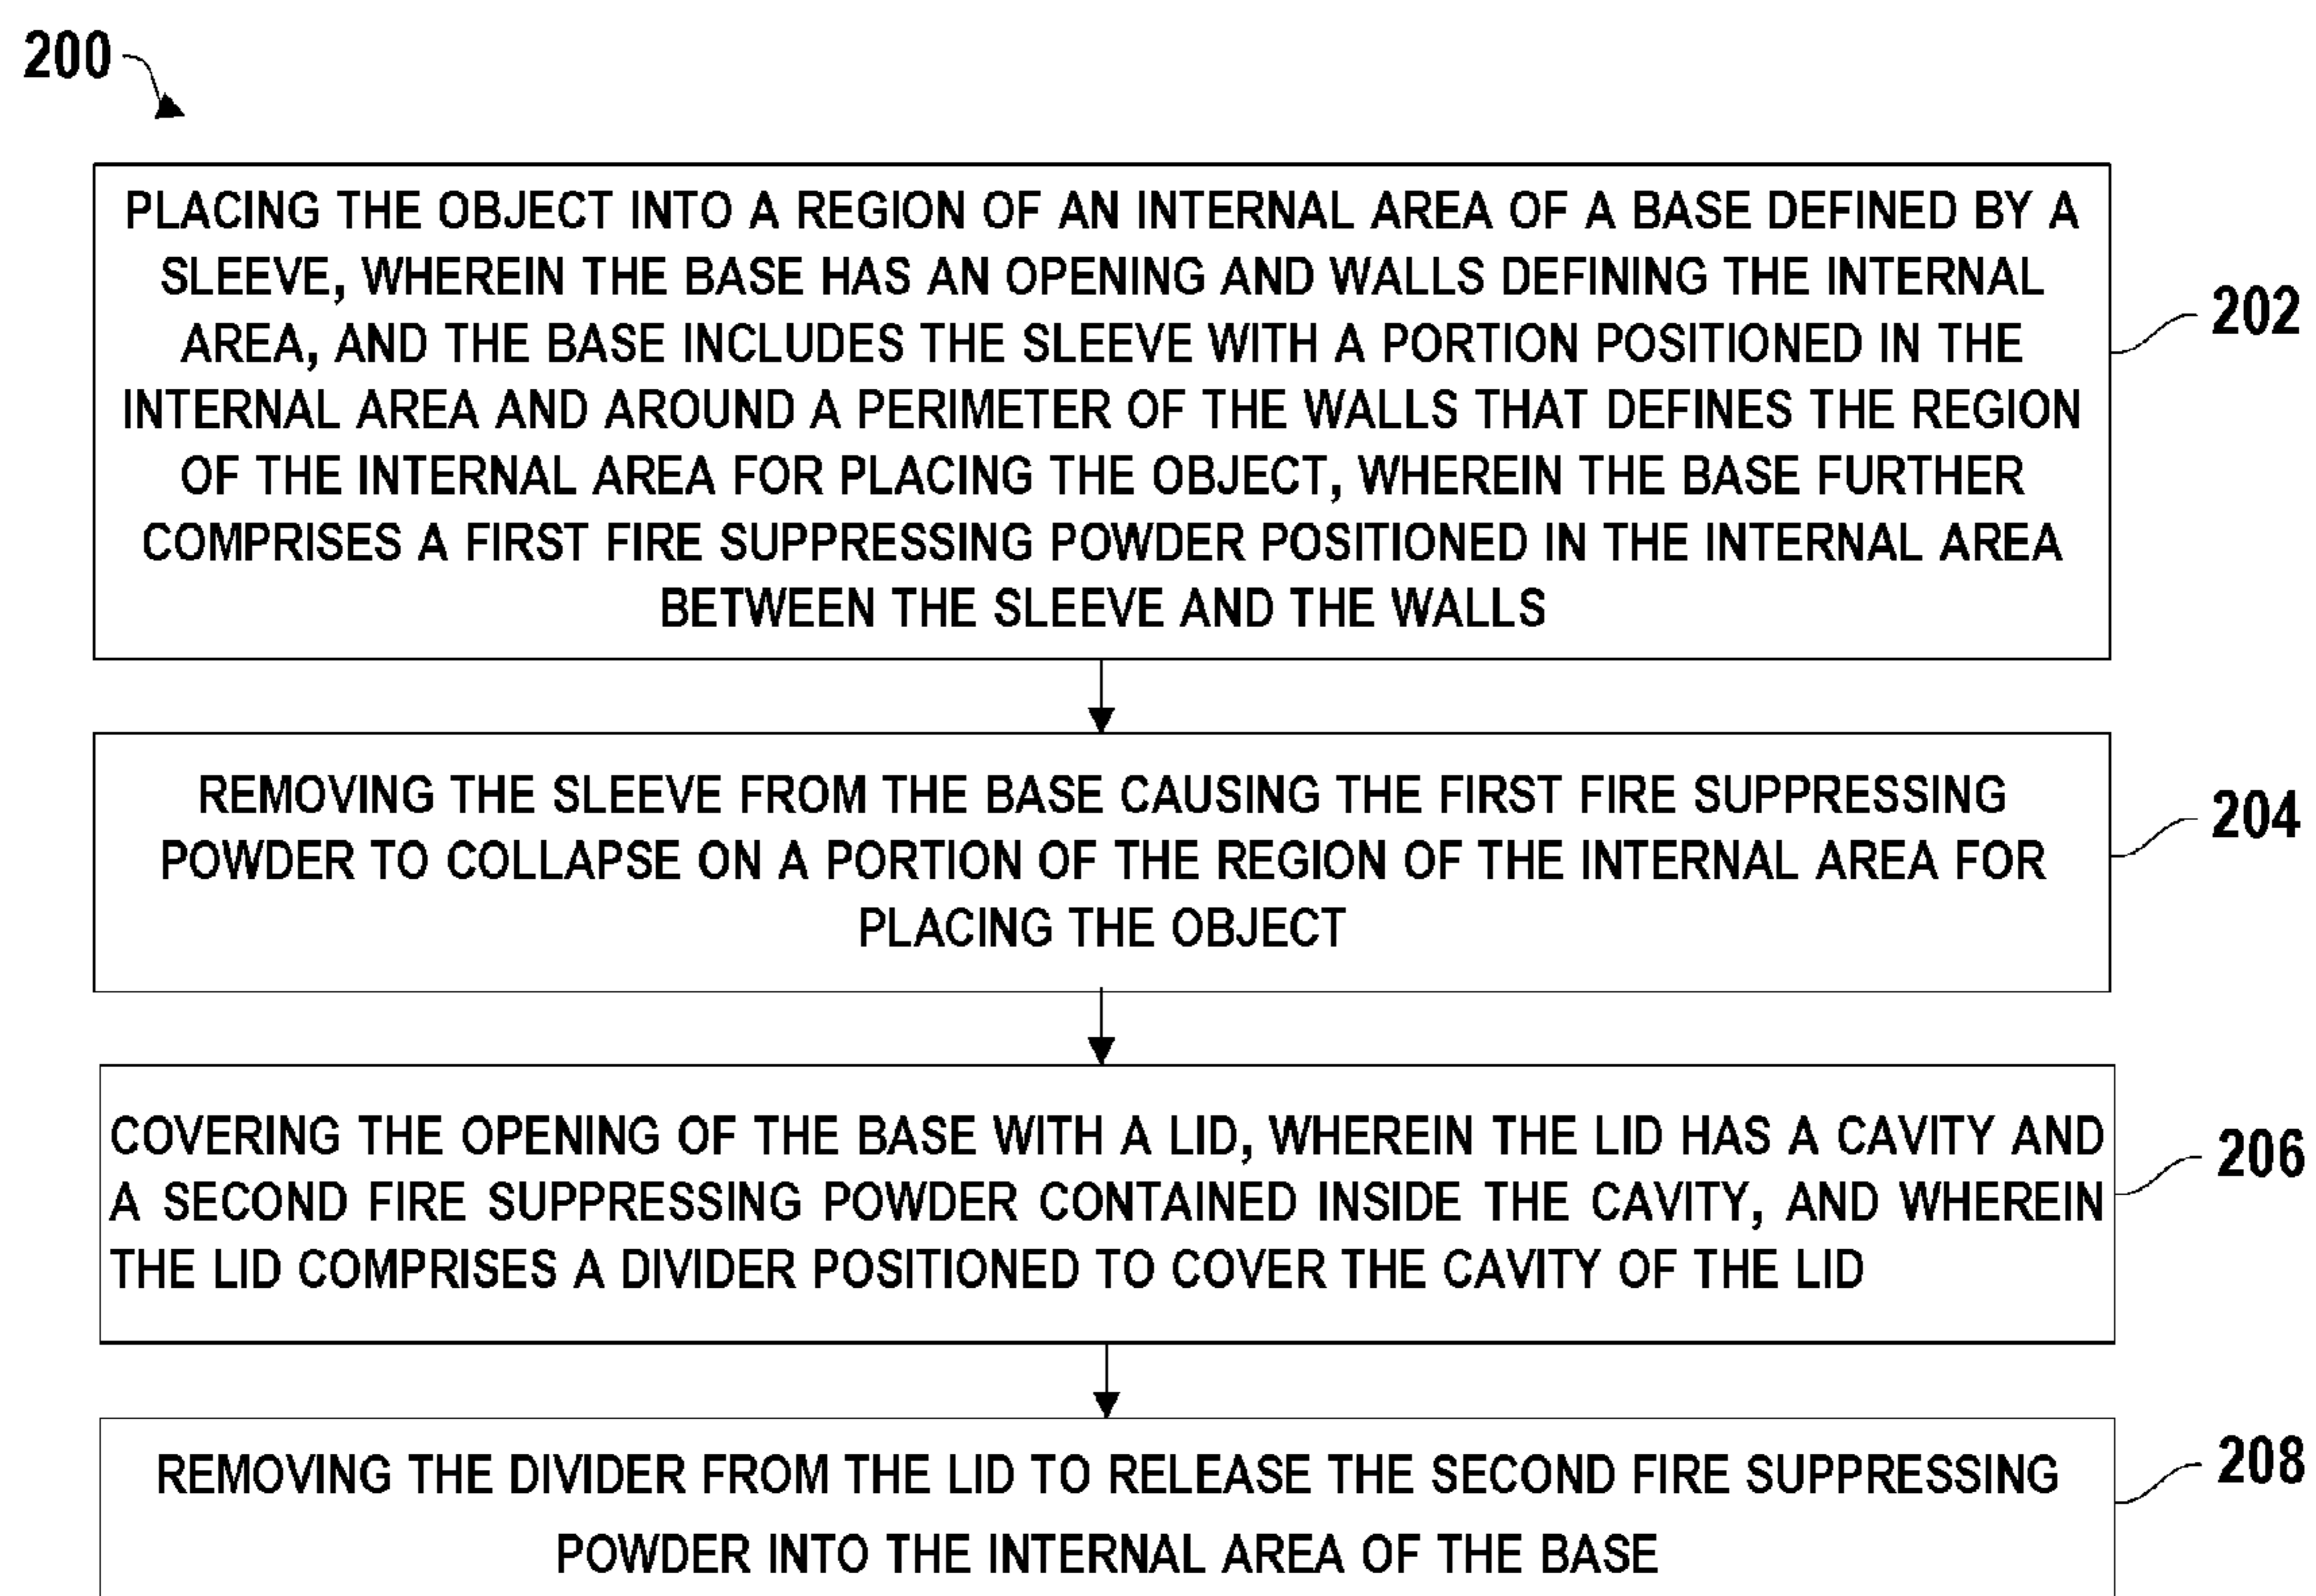 200
PLACING THE OBJECT INTO A REGION OF AN INTERNAL AREA OF A BASE DEFINED BY A
SLEEVE, WHEREIN THE BASE HAS AN OPENING AND WALLS DEFINING THE INTERNAL
AREA, AND THE BASE INCLUDES THE SLEEVE WITH A PORTION POSITIONED IN THE
INTERNAL AREA AND AROUND A PERIMETER OF THE WALLS THAT DEFINES THE REGION
OF THE INTERNAL AREA FOR PLACING THE OBJECT, WHEREIN THE BASE FURTHER
COMPRISES A FIRST FIRE SUPPRESSING POWDER POSITIONED IN THE INTERNAL AREA
BETWEEN THE SLEEVE AND THE WALLS
202
REMOVING THE SLEEVE FROM THE BASE CAUSING THE FIRST FIRE SUPPRESSING
POWDER TO COLLAPSE ON A PORTION OF THE REGION OF THE INTERNAL AREA FOR
PLACING THE OBJECT
204
COVERING THE OPENING OF THE BASE WITH A LID, WHEREIN THE LID HAS A CAVITY AND
A SECOND FIRE SUPPRESSING POWDER CONTAINED INSIDE THE CAVITY, AND WHEREIN
THE LID COMPRISES A DIVIDER POSITIONED TO COVER THE CAVITY OF THE LID
206
REMOVING THE DIVIDER FROM THE LID TO RELEASE THE SECOND FIRE SUPPRESSING
POWDER INTO THE INTERNAL AREA OF THE BASE
208